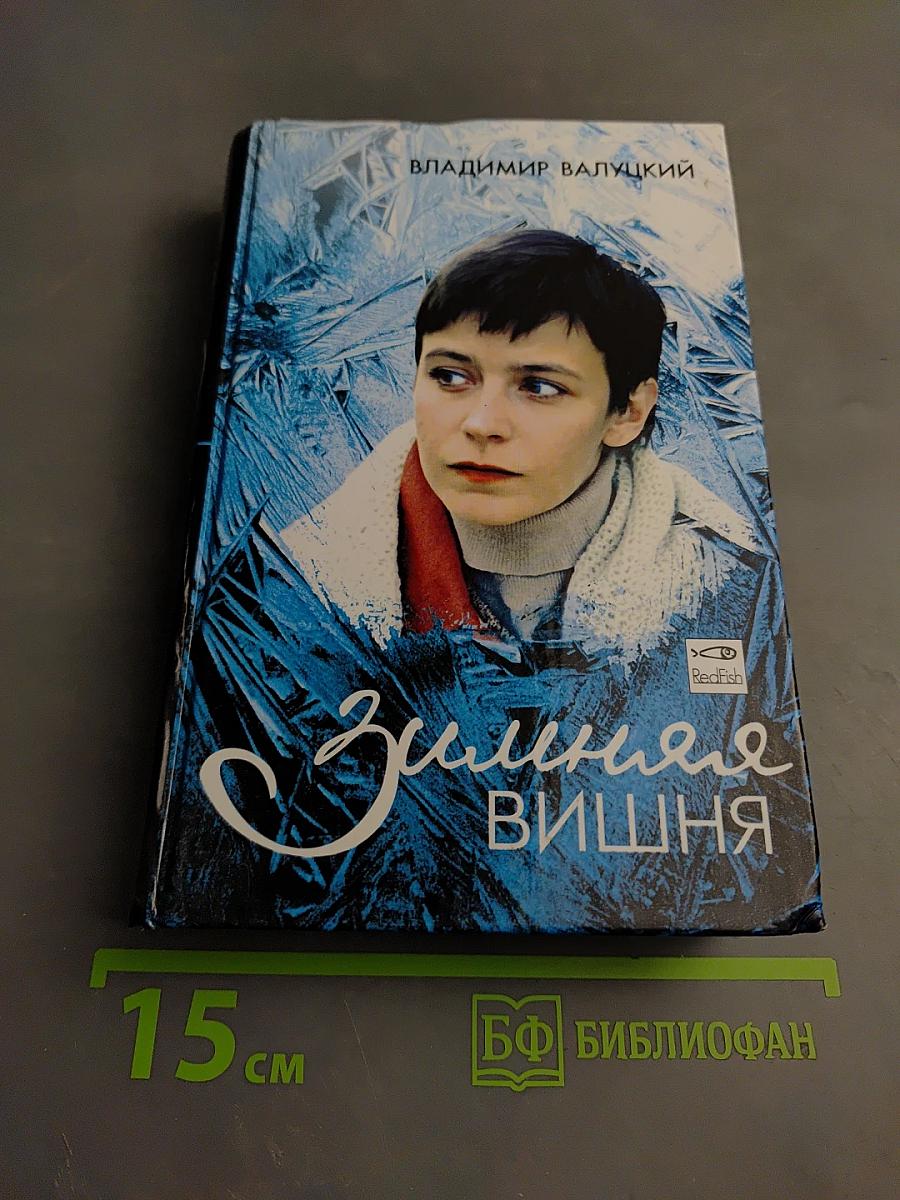 ВЛАДИМИР ВАЛУЦКИЙ
RedFish
Зимняя
ВИШНЯ
15 см
БФ БИБЛИОФАН